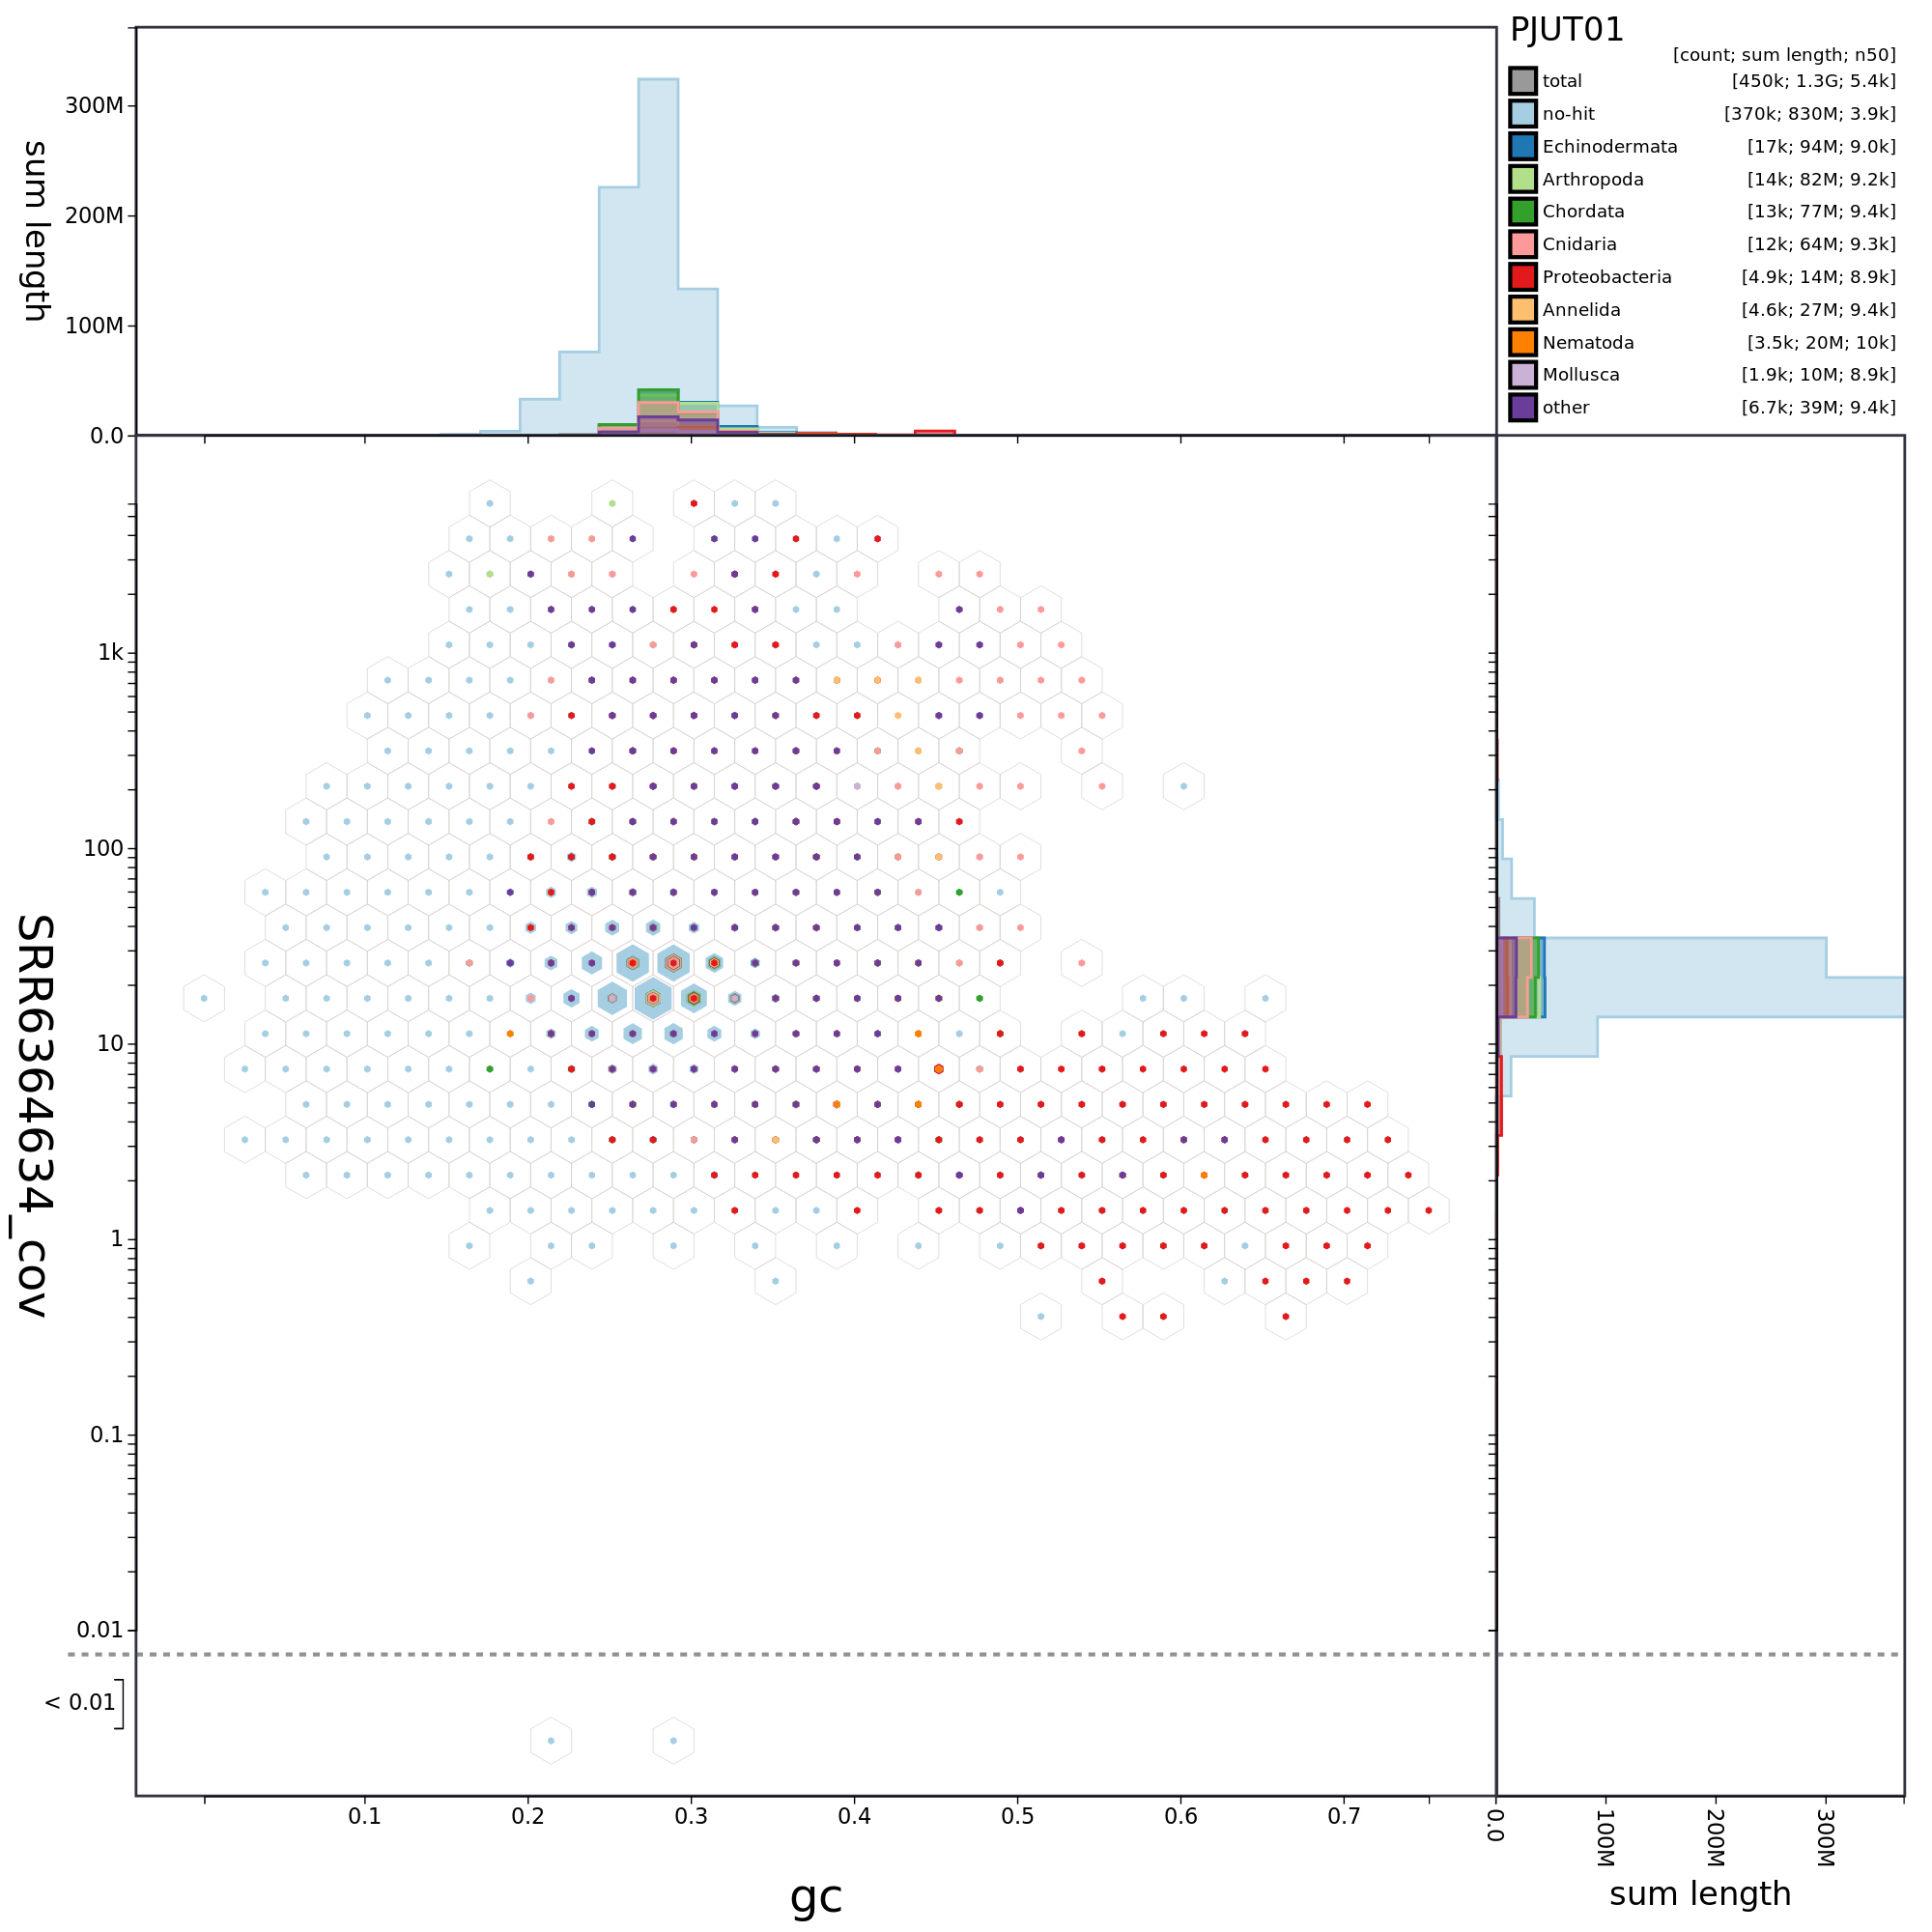 PJUT01
[count; sum length; n50]
total [450k; 1.3G; 5.4k]
no-hit [370k; 830M; 3.9k]
Echinodermata [17k; 94M; 9.0k]
Arthropoda [14k; 82M; 9.2k]
Chordata [13k; 77M; 9.4k]
Cnidaria [12k; 64M; 9.3k]
Proteobacteria [4.9k; 14M; 8.9k]
Annelida [4.6k; 27M; 9.4k]
Nematoda [3.5k; 20M; 10k]
Mollusca [1.9k; 10M; 8.9k]
other [6.7k; 39M; 9.4k]
sum length
300M
200M
100M
0.0
SRR6364634_cov
1k
100
10
1
0.1
0.01
< 0.01
0.1 0.2 0.3 0.4 0.5 0.6 0.7
gc
0.0 100M 200M 300M
sum length